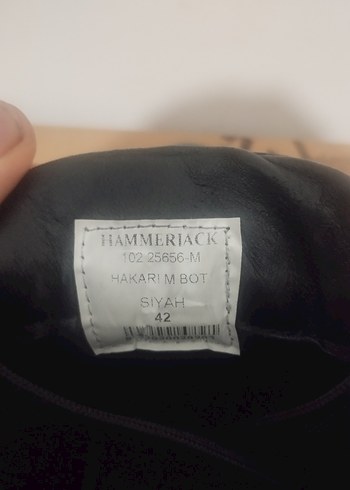 HAMMERJACK
102 25656-M
HAKARI M BOT
SIYAH
42